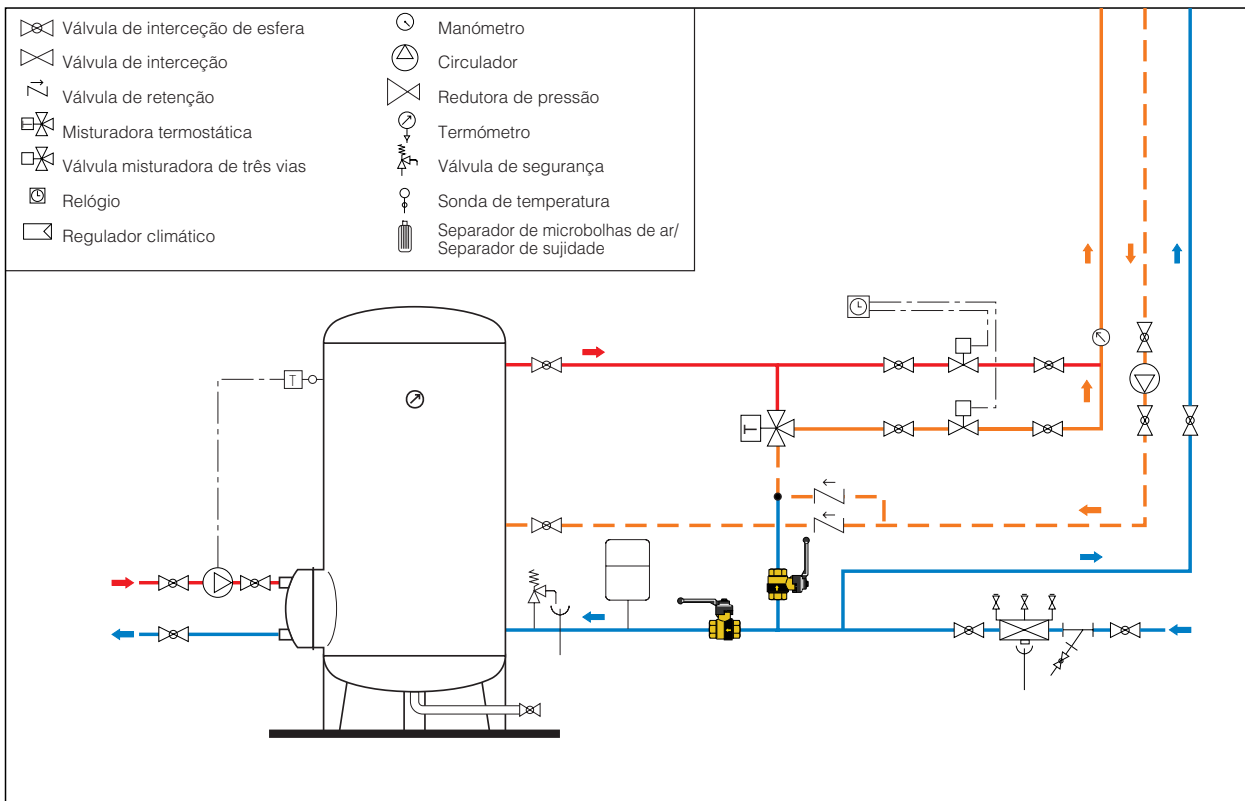 Válvula de interceção de esfera
Válvula de interceção
Válvula de retenção
Misturadora termostática
Válvula misturadora de três vias
Relógio
Regulador climático
Manómetro
Circulador
Redutora de pressão
Termómetro
Válvula de segurança
Sonda de temperatura
Separador de microbolhas de ar/
Separador de sujidade
T
T